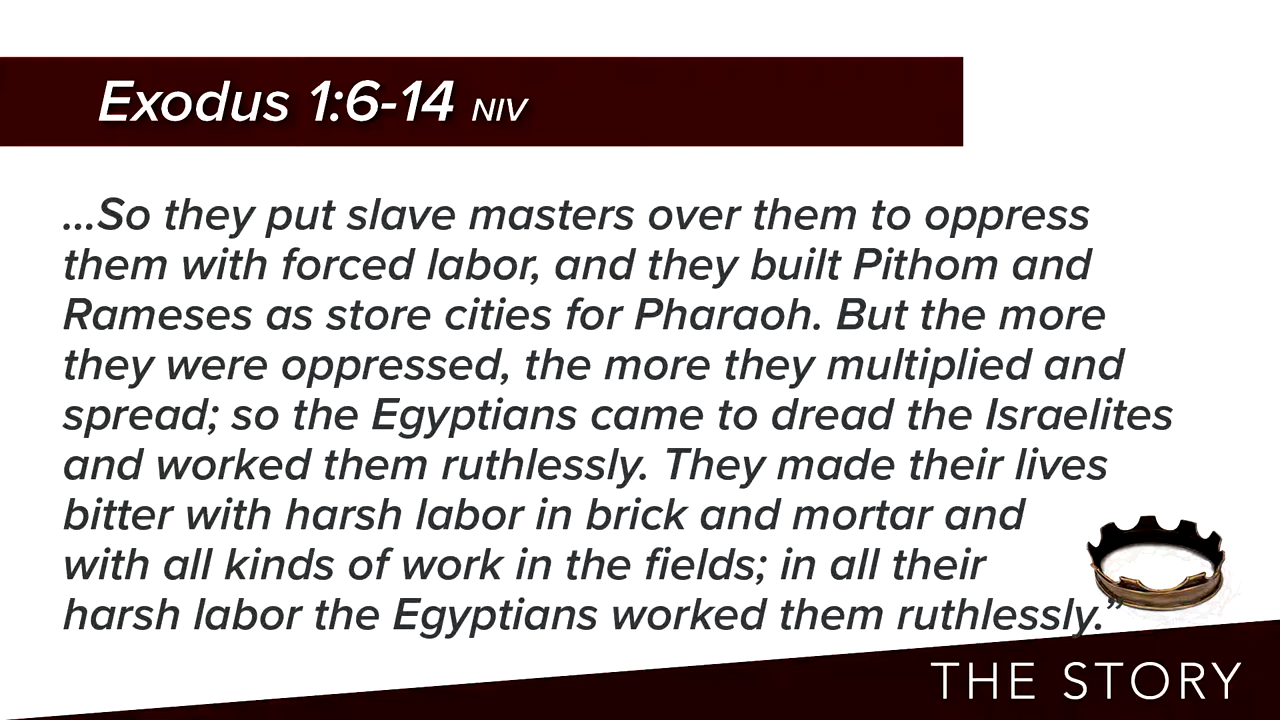 Exodus 1:6-14 NIV
...So they put slave masters over them to oppress
them with forced labor, and they built Pithom and
Rameses as store cities for Pharaoh. But the more
they were oppressed, the more they multiplied and
spread; so the Egyptians came to dread the Israelites
and worked them ruthlessly. They made their lives
bitter with harsh labor in brick and mortar and
with all kinds of work in the fields; in all their
harsh labor the Egyptians worked them ruthlessly.”
THE STORY